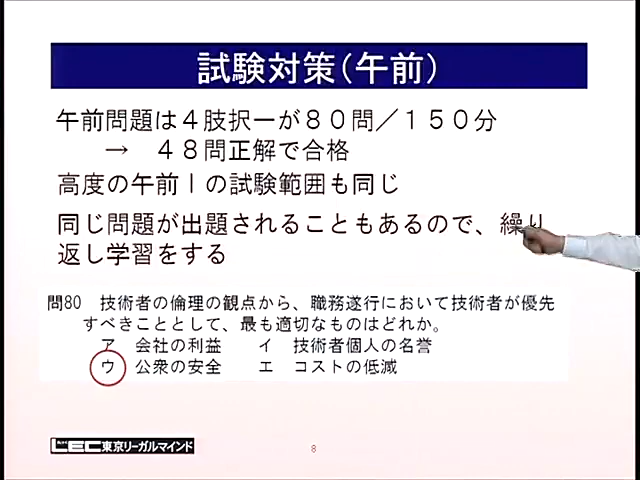 試験対策(午前)
午前問題は4肢択一が80問/150分
→ 48問正解で合格
高度の午前Ⅰの試験範囲も同じ
同じ問題が出題されることもあるので、繰り
返し学習をする
問80 技術者の倫理の観点から、職務遂行において技術者が優先
すべきこととして、最も適切なものはどれか。
ア 会社の利益 イ 技術者個人の名誉
ウ 公衆の安全 エ コストの低減
LEC東京リーガルマインド
8